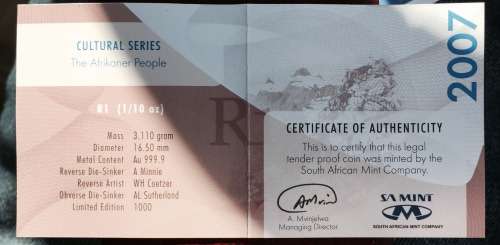 CULTURAL SERIES
The Afrikaner People
R1 (1/10 oz)
Mass 3,110 gram
Diameter 16.50 mm
Metal Content Au 999.9
Reverse Die-Sinker A Minnie
Reverse Artist WH Coetzer
Obverse Die-Sinker AL Sutherland
Limited Edition 1000
2007
CERTIFICATE OF AUTHENTICITY
This is to certify that this legal
tender proof coin was minted by the
South African Mint Company.
A. Mvinjelwa
Managing Director
SA MINT
SOUTH AFRICAN MINT COMPANY